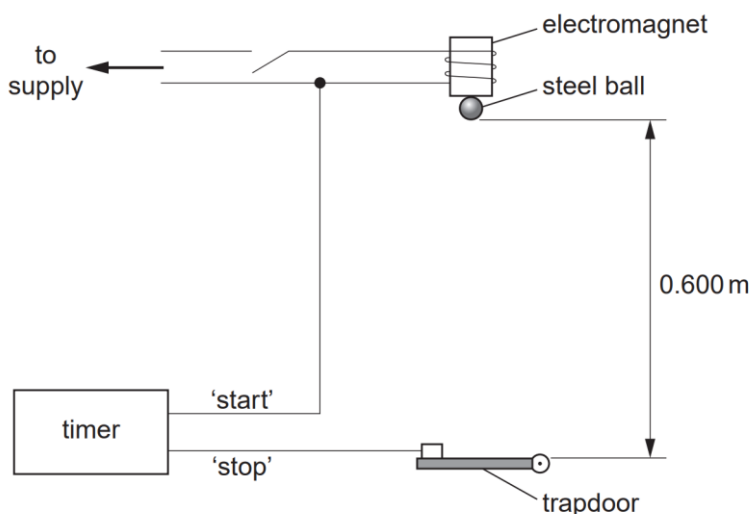 electromagnet
to
supply
steel ball
0.600 m
‘start’
timer
‘stop’
trapdoor